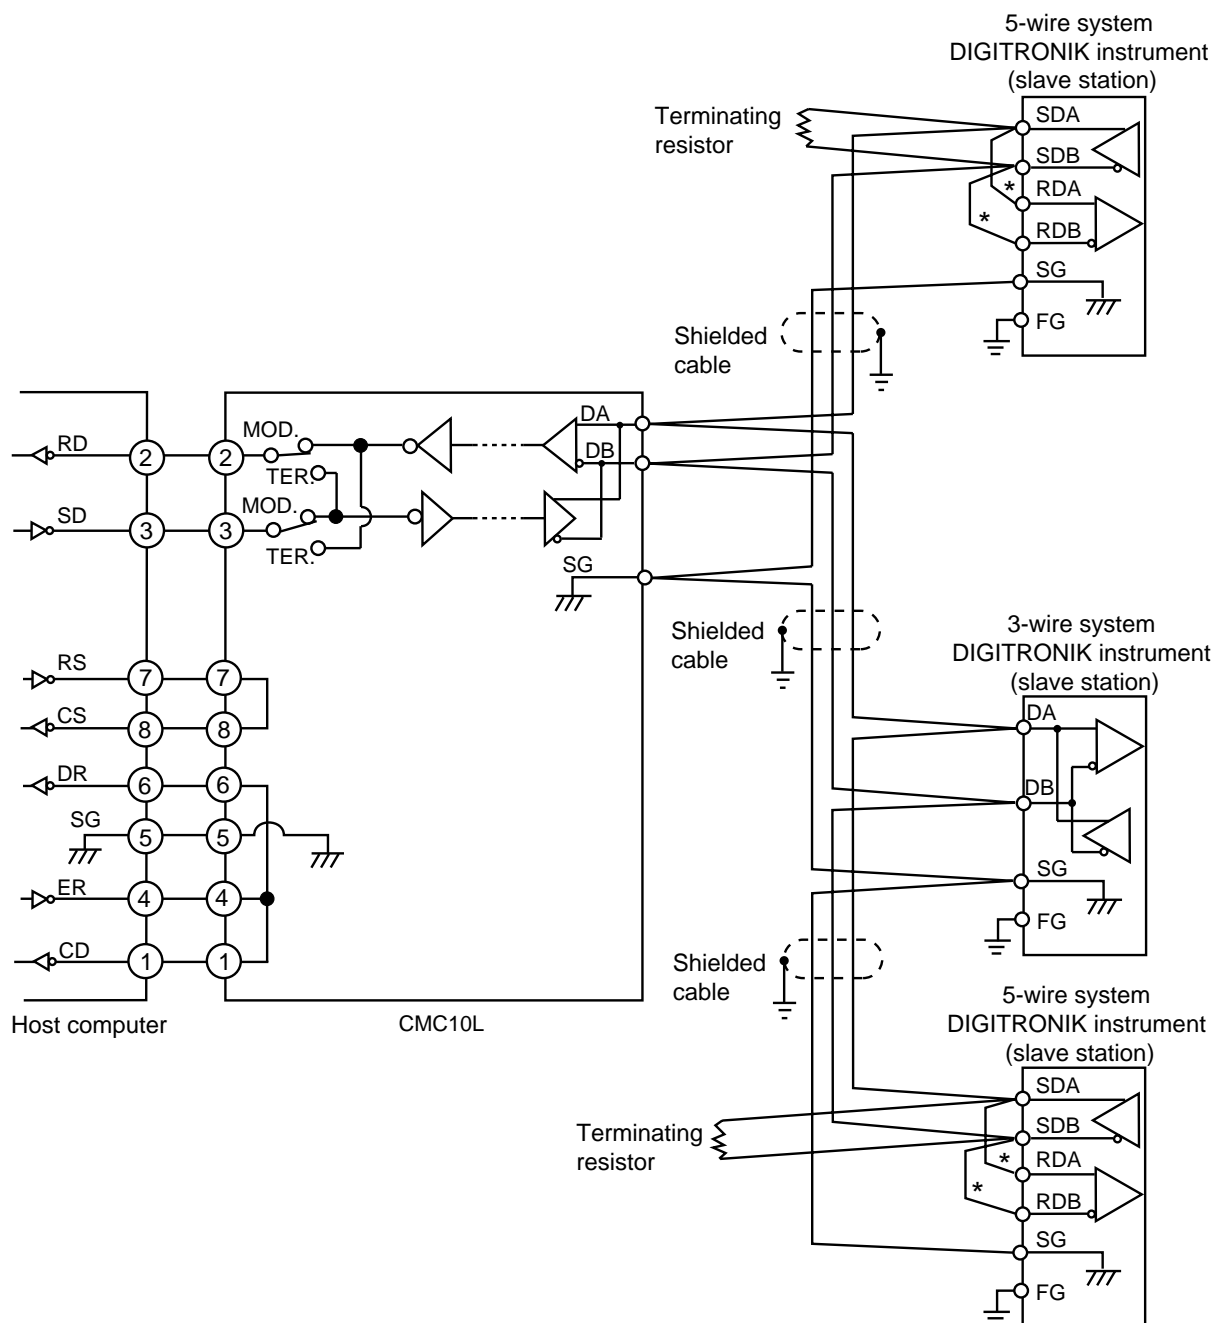 5-wire system
DIGITRONIK instrument
(slave station)
Terminating
resistor
SDA
SDB
*
RDA
*
RDB
SG
FG
Shielded
cable
RD
2
2
MOD.
TER.
DA
DB
SD
3
3
MOD.
TER.
SG
Shielded
cable
RS
7
7
CS
8
8
DR
6
6
SG
5
5
ER
4
4
CD
1
1
Host computer
CMC10L
3-wire system
DIGITRONIK instrument
(slave station)
DA
DB
SG
FG
Shielded
cable
5-wire system
DIGITRONIK instrument
(slave station)
Terminating
resistor
SDA
SDB
*
RDA
*
RDB
SG
FG